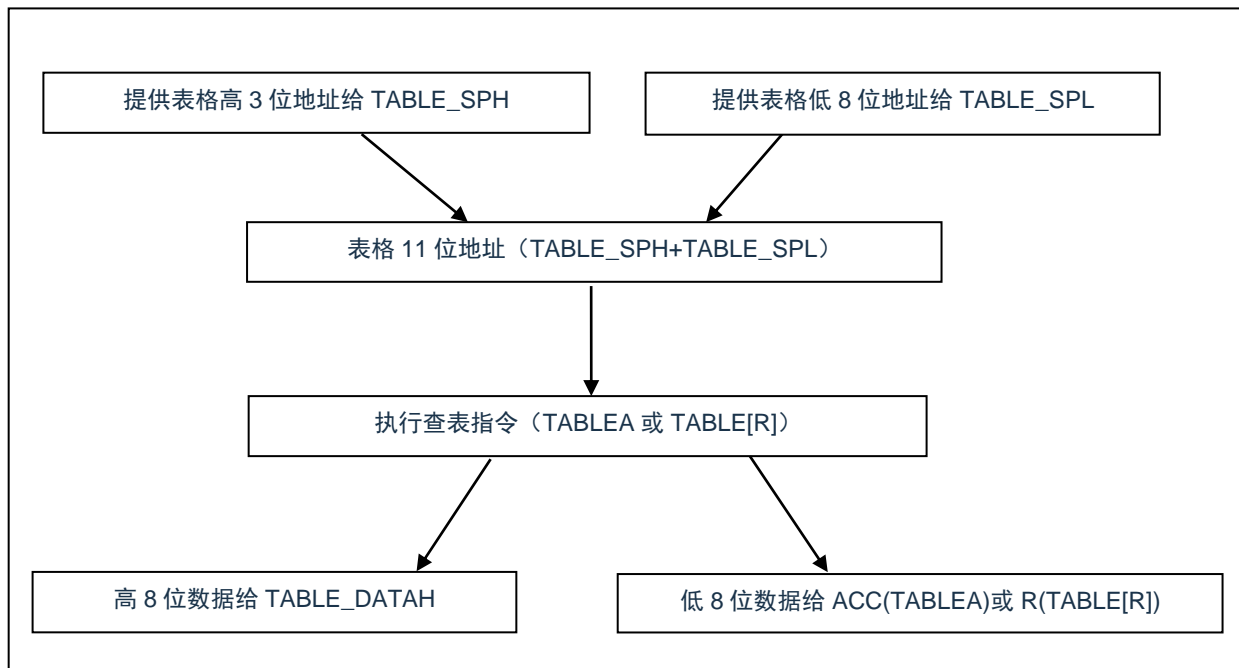 提供表格高 3 位地址给 TABLE_SPH
提供表格低 8 位地址给 TABLE_SPL
表格 11 位地址（TABLE_SPH+TABLE_SPL）
执行查表指令（TABLEA 或 TABLE[R]）
高 8 位数据给 TABLE_DATAH
低 8 位数据给 ACC(TABLEA)或 R(TABLE[R])